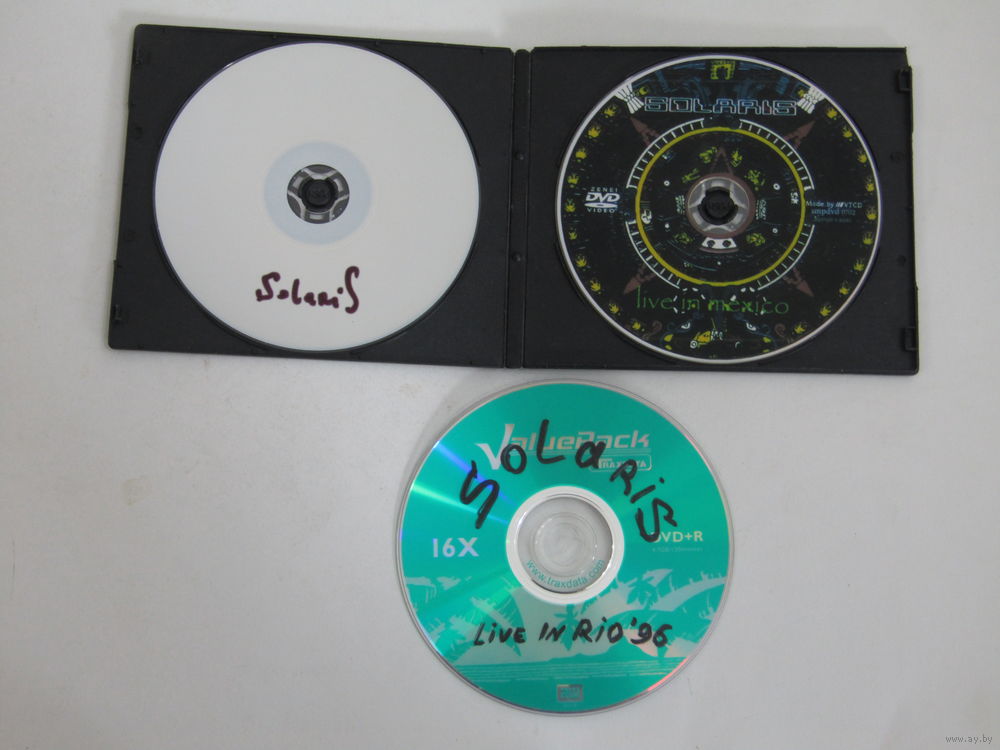 SolariS
SOLARIS
ZENEI
DVD
VIDEO
Made by VTCD
live in mexico
ValuePack
TRAXDATA
SOLaRiS
16X
DVD+R
www.traxdata.com
LiVE IN RiO '96
www.ay.by